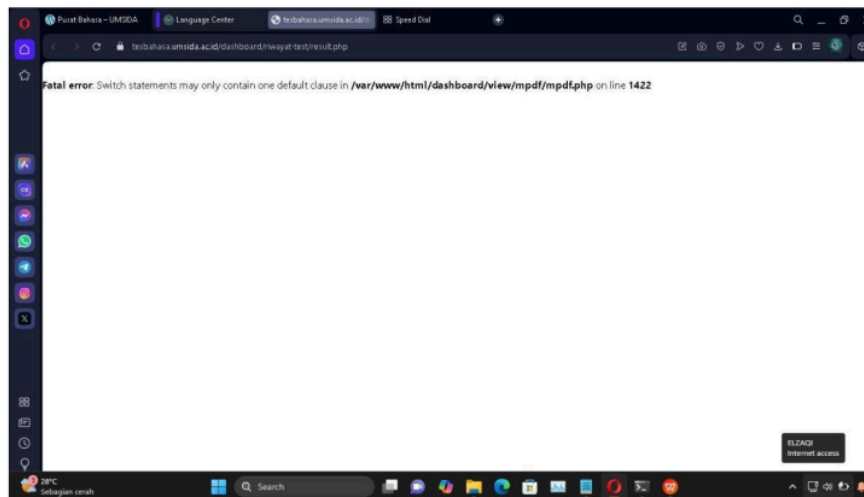 Pusat Bahasa – UMSIDA
Language Center
tesbahasa.umsida.ac.id/d
Speed Dial
tesbahasa.umsida.ac.id/dashboard/riwayat-test/result.php
Fatal error: Switch statements may only contain one default clause in /var/www/html/dashboard/view/mpdf/mpdf.php on line 1422
ELZAQI
Internet access
28°C
Sebagian cerah
Search